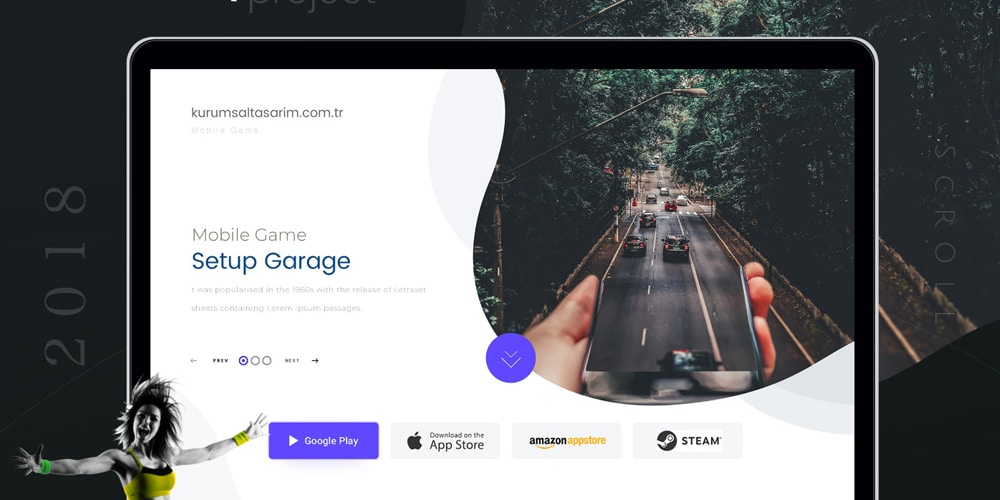 project
kurumsaltasarim.com.tr
Mobile Game
Mobile Game
Setup Garage
t was popularised in the 1960s with the release of Letraset
sheets containing Lorem Ipsum passages.
PREV
NEXT
Google Play
Download on the
App Store
amazon appstore
STEAM
2018
SCROLL